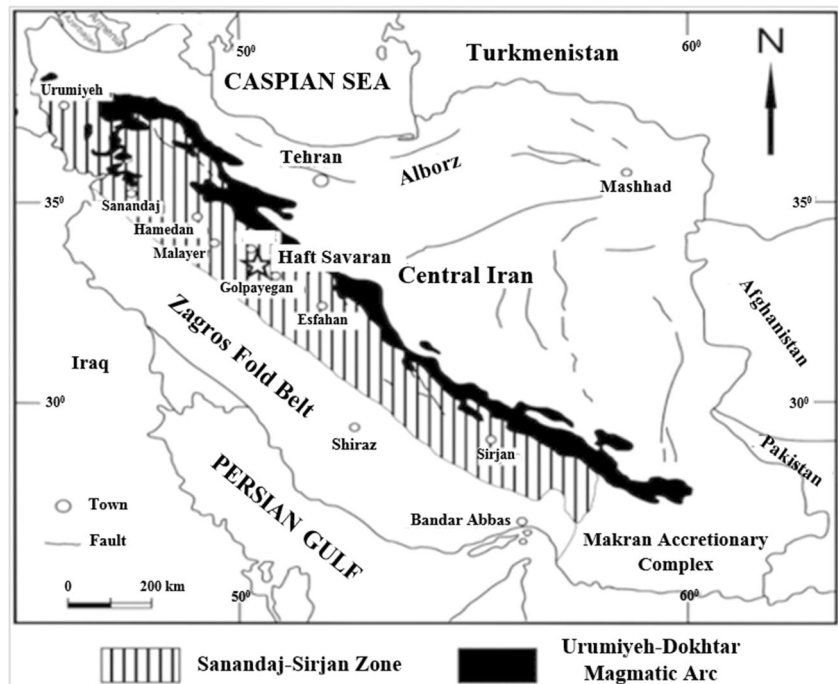 Azerbaijan
Armenia
50⁰
60⁰
Turkmenistan
N
CASPIAN SEA
Urumiyeh
Tehran
Alborz
Mashhad
Sanandaj
35⁰
35⁰
Hamedan
Malayer
Haft Savaran
Golpayegan
Central Iran
Esfahan
Afghanistan
Zagros Fold Belt
Iraq
30⁰
30⁰
Shiraz
Sirjan
Pakistan
PERSIAN GULF
Town
Fault
Bandar Abbas
Makran Accretionary
Complex
0
200 km
50⁰
60⁰
Sanandaj-Sirjan Zone
Urumiyeh-Dokhtar
Magmatic Arc